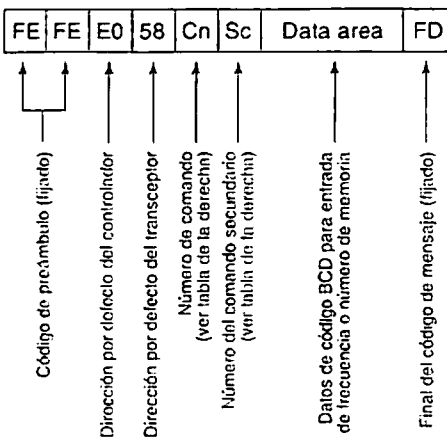 FE FE E0 58 Cn Sc Data area FD
Código de preámbulo (fijado)
Dirección por defecto del controlador
Dirección por defecto del transceptor
Número de comando
(ver tabla de la derecha)
Número del comando secundario
(ver tabla de la derecha)
Datos de código BCD para entrada
de frecuencia o número de memoria
Final del código de mensaje (fijado)